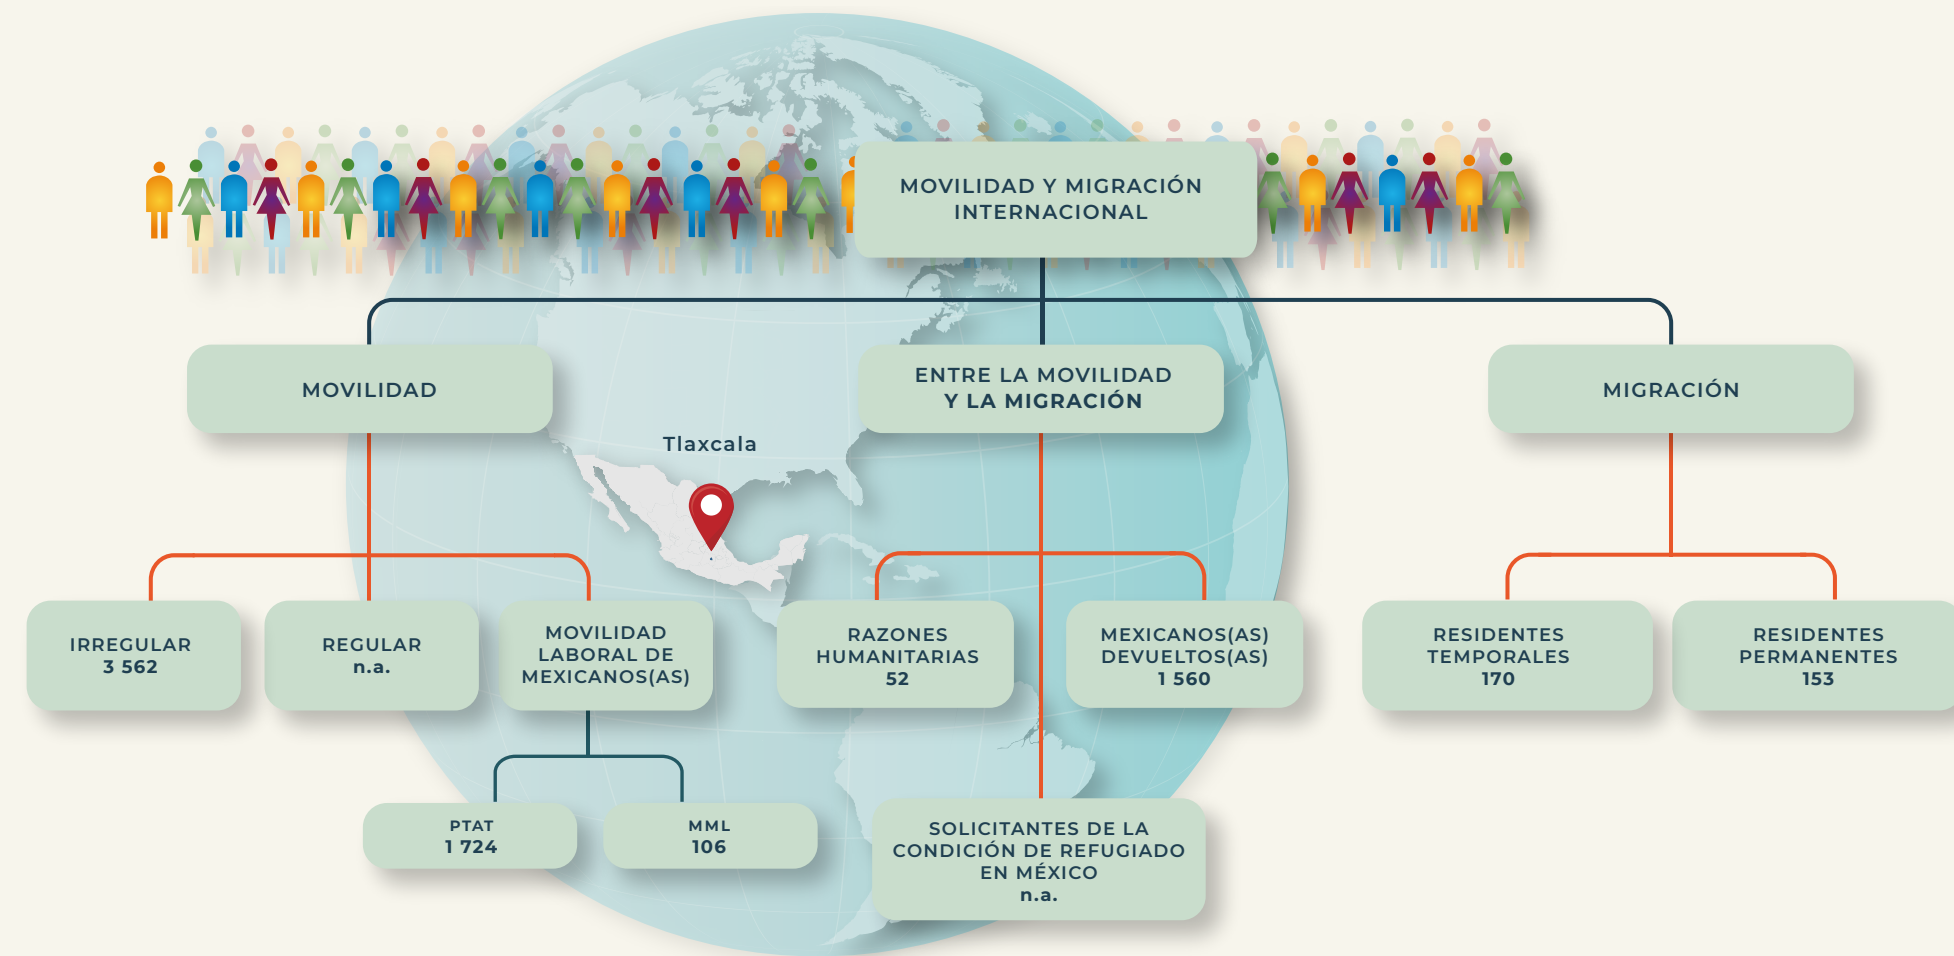 MOVILIDAD Y MIGRACIÓN
INTERNACIONAL
MOVILIDAD
ENTRE LA MOVILIDAD
Y LA MIGRACIÓN
MIGRACIÓN
Tlaxcala
IRREGULAR
3 562
REGULAR
n.a.
MOVILIDAD
LABORAL DE
MEXICANOS(AS)
RAZONES
HUMANITARIAS
52
MEXICANOS(AS)
DEVUELTOS(AS)
1 560
RESIDENTES
TEMPORALES
170
RESIDENTES
PERMANENTES
153
PTAT
1 724
MML
106
SOLICITANTES DE LA
CONDICIÓN DE REFUGIADO
EN MÉXICO
n.a.